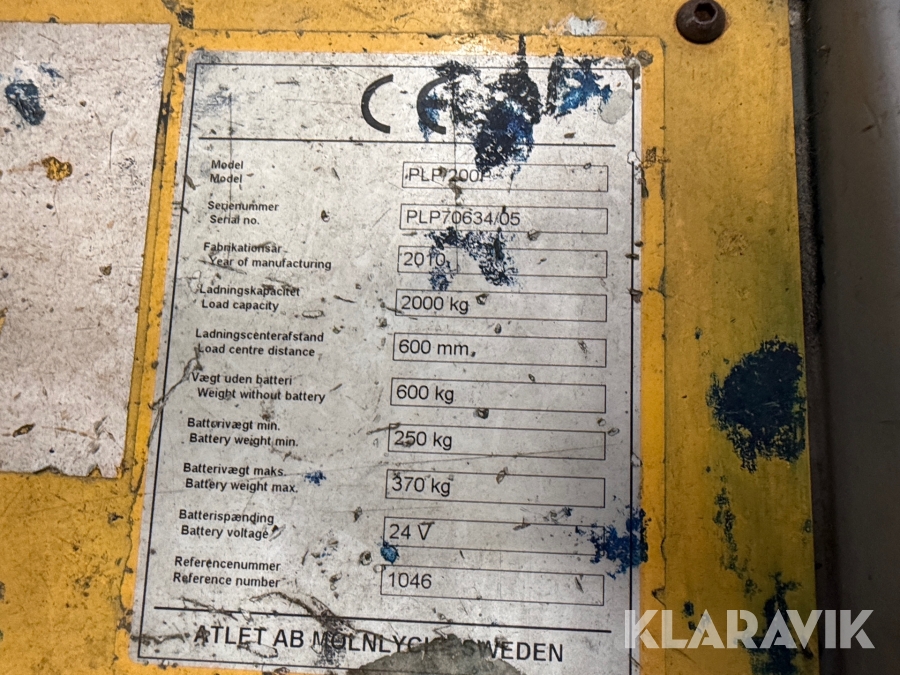 CE
Model
Model
PLP 200P
Serienummer
Serial no.
PLP70634/05
Fabrikationsår
Year of manufacturing
2010
Ladningskapacitet
Load capacity
2000 kg
Ladningscenterafstand
Load centre distance
600 mm
Vægt uden batteri
Weight without battery
600 kg
Batterivægt min.
Battery weight min.
250 kg
Batterivægt maks.
Battery weight max.
370 kg
Batterispænding
Battery voltage
24 V
Referencenummer
Reference number
1046
ATLET AB MÖLNLYCKE SWEDEN
KLARAVIK